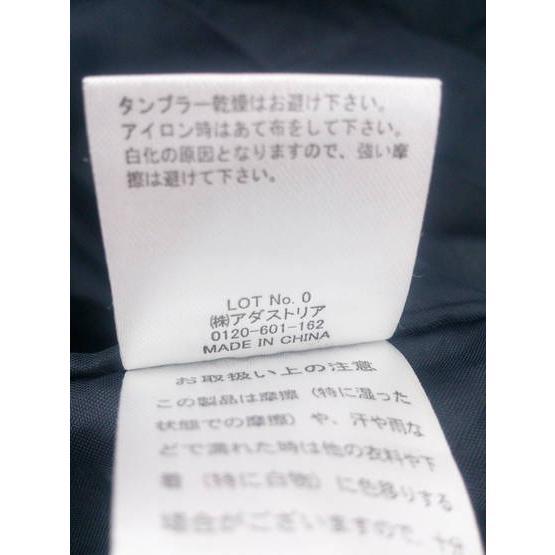 タンブラー乾燥はお避け下さい。
アイロン時はあて布をして下さい。
白化の原因となりますので、強い摩
擦は避けて下さい。
LOT No. 0
㈱アダストリア
0120-601-162
MADE IN CHINA
お取扱い上の注意
この製品は摩擦（特に湿った
状態での摩擦）や、汗や雨な
どで濡れた時は他の衣料や下
着（特に白物）に色移りする
場合がございますので、十分